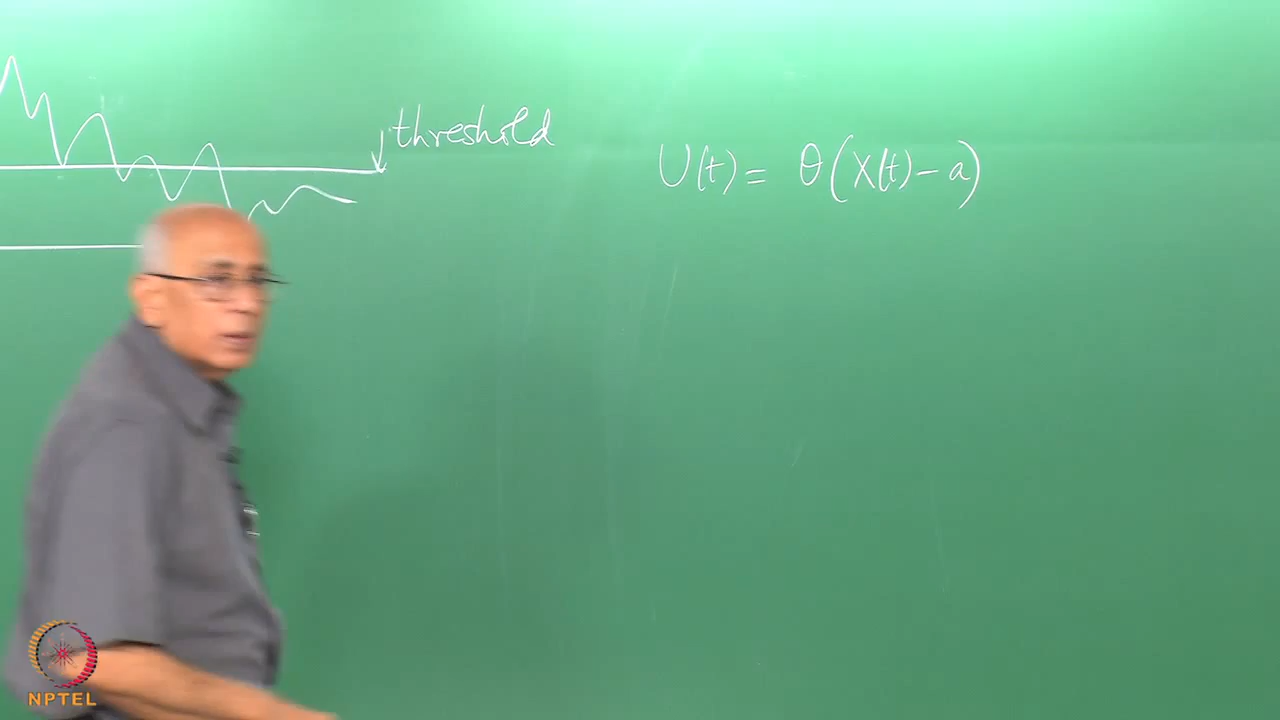 threshold
U(t) = θ(X(t) – a)
NPTEL